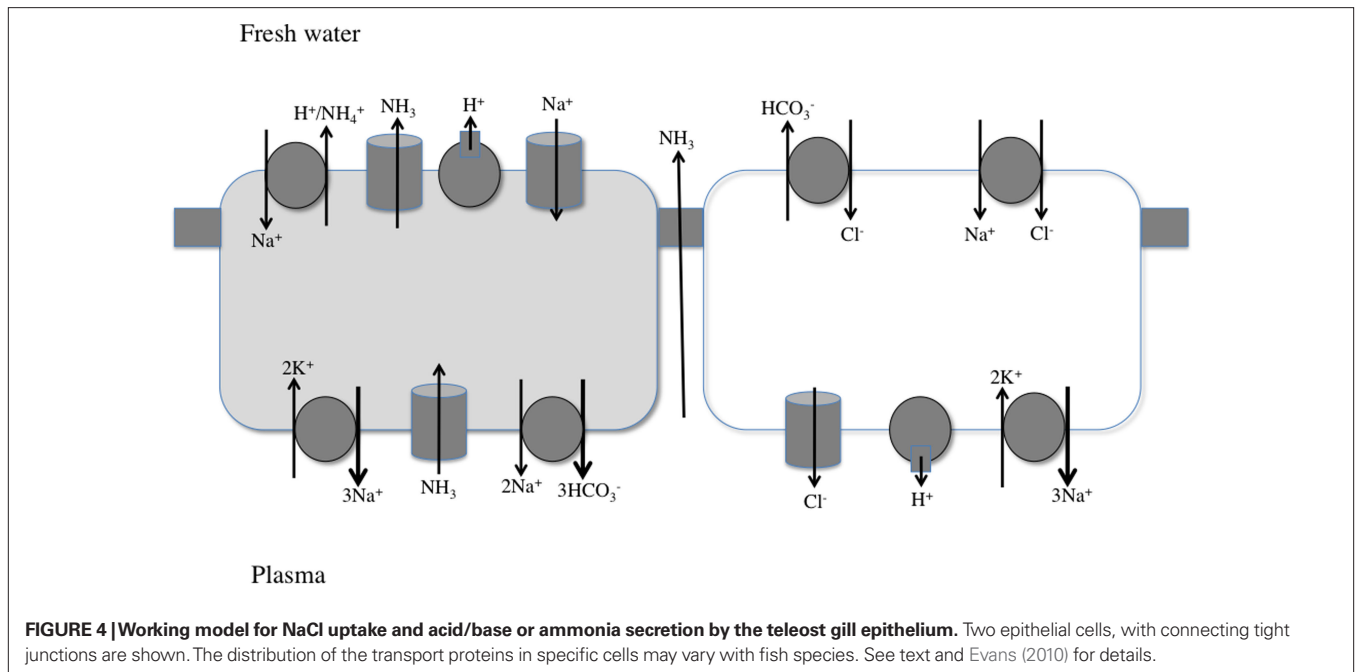 Fresh water
H⁺/NH₄⁺ NH₃ H⁺ Na⁺ NH₃ HCO₃⁻
Na⁺ Cl⁻ Na⁺ Cl⁻
2K⁺ 2K⁺
3Na⁺ NH₃ 2Na⁺ 3HCO₃⁻ Cl⁻ H⁺ 3Na⁺
Plasma
FIGURE 4 | Working model for NaCl uptake and acid/base or ammonia secretion by the teleost gill epithelium. Two epithelial cells, with connecting tight
junctions are shown. The distribution of the transport proteins in specific cells may vary with fish species. See text and Evans (2010) for details.